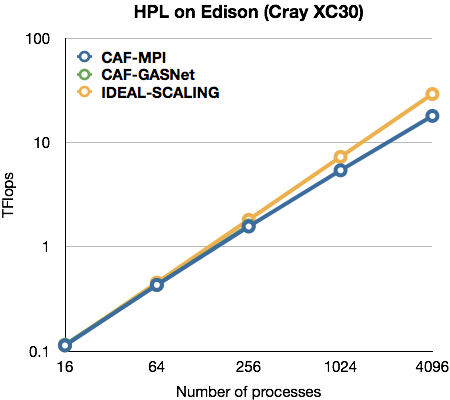 HPL on Edison (Cray XC30)
100
CAF-MPI
CAF-GASNet
IDEAL-SCALING
10
TFlops
1
0.1
16 64 256 1024 4096
Number of processes